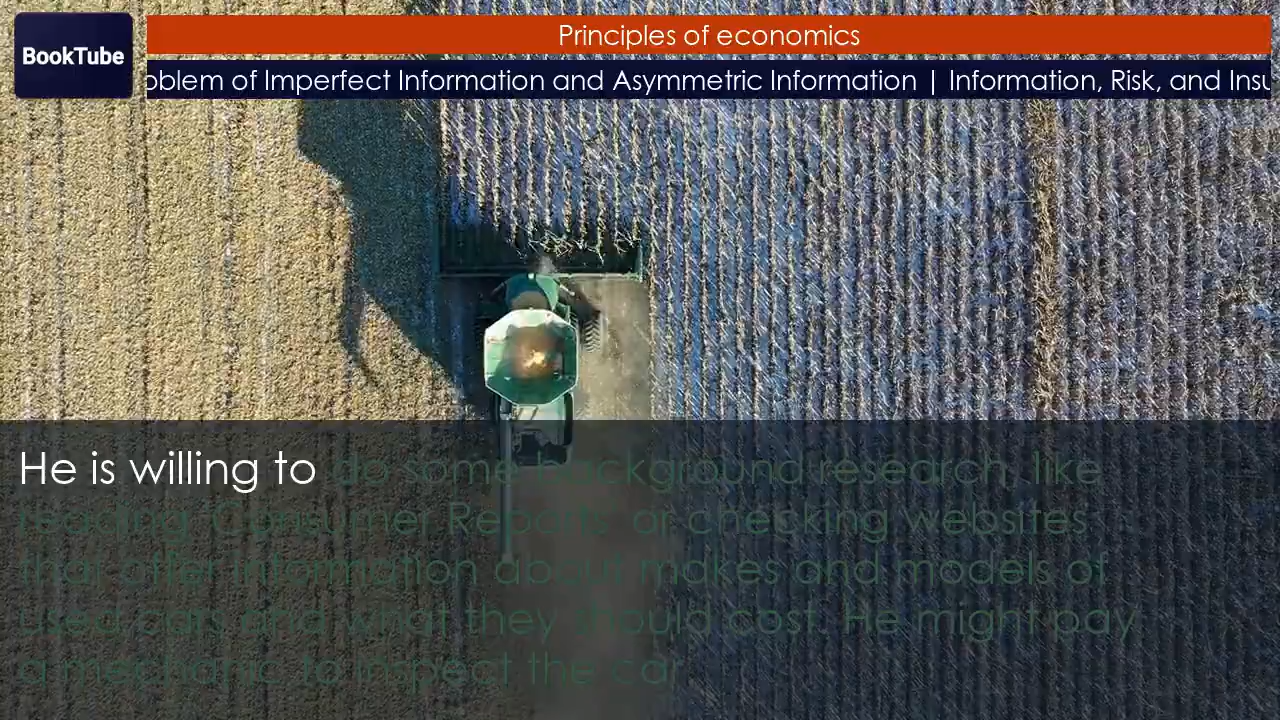 Principles of economics
BookTube
oblem of Imperfect Information and Asymmetric Information | Information, Risk, and Insu
He is willing to do some background research, like
reading Consumer Reports or checking websites
that offer information about makes and models of
used cars and what they should cost. He might pay
a mechanic to inspect the car